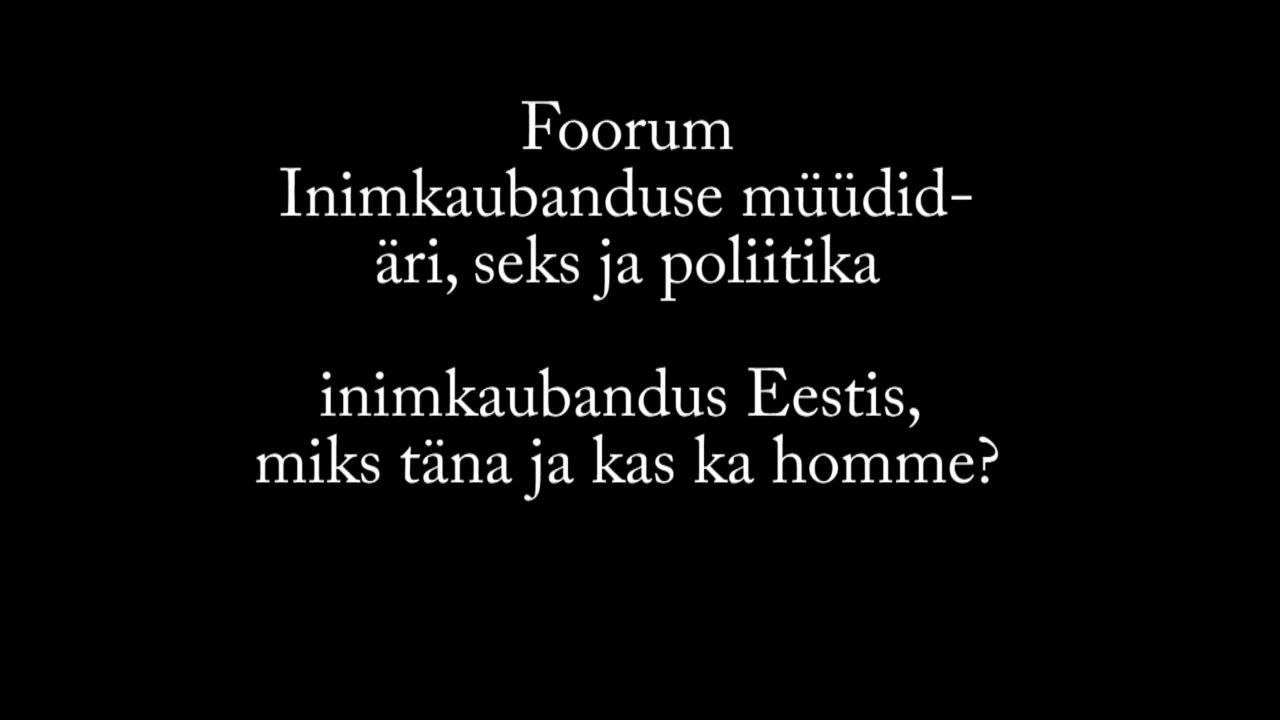 Foorum
Inimkaubanduse müüdid-
äri, seks ja poliitika
inimkaubandus Eestis,
miks täna ja kas ka homme?